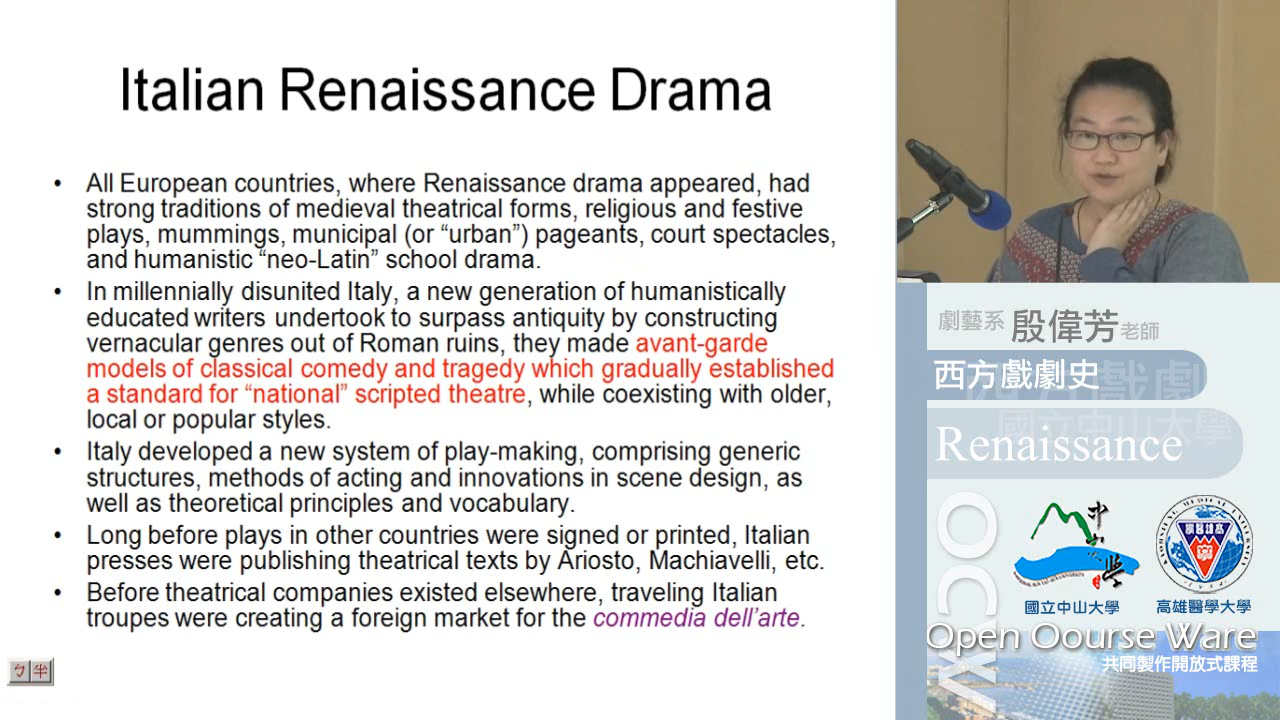 Italian Renaissance Drama
• All European countries, where Renaissance drama appeared, had
strong traditions of medieval theatrical forms, religious and festive
plays, mummings, municipal (or “urban”) pageants, court spectacles,
and humanistic “neo-Latin” school drama.
• In millennially disunited Italy, a new generation of humanistically
educated writers undertook to surpass antiquity by constructing
vernacular genres out of Roman ruins, they made avant-garde
models of classical comedy and tragedy which gradually established
a standard for “national” scripted theatre, while coexisting with older,
local or popular styles.
• Italy developed a new system of play-making, comprising generic
structures, methods of acting and innovations in scene design, as
well as theoretical principles and vocabulary.
• Long before plays in other countries were signed or printed, Italian
presses were publishing theatrical texts by Ariosto, Machiavelli, etc.
• Before theatrical companies existed elsewhere, traveling Italian
troupes were creating a foreign market for the commedia dell’arte.
ㄅ半
劇藝系 殷偉芳老師
西方戲劇史
國立中山大學
Renaissance
OCW
中山大學
國立中山大學
高雄醫學大學
Open Oourse Ware
共同製作開放式課程